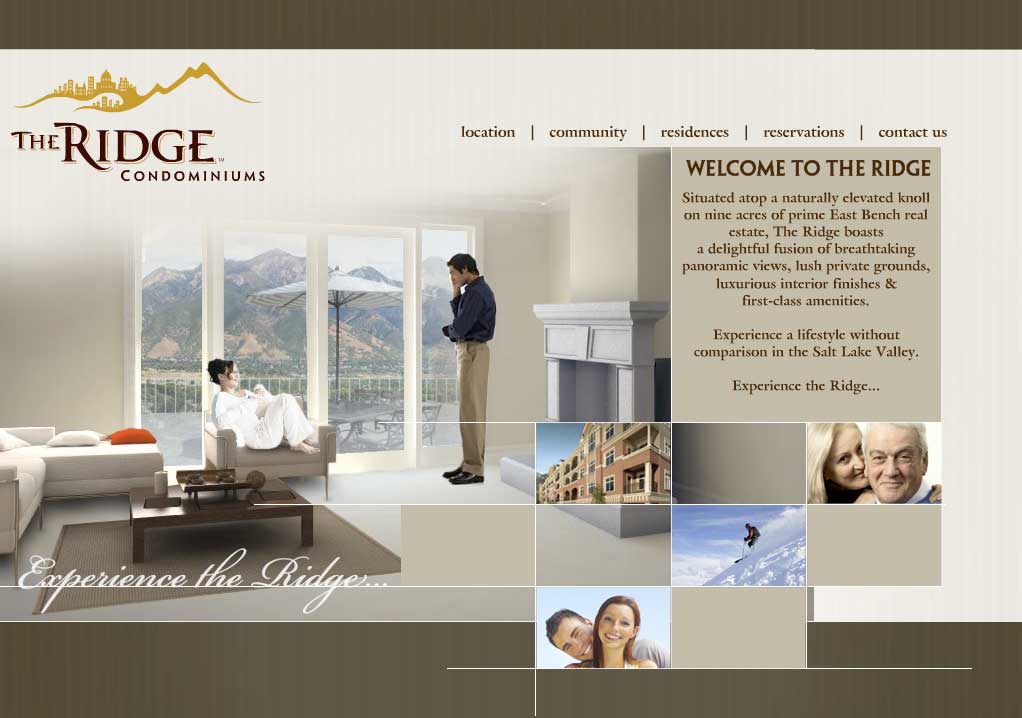 THE RIDGE™
CONDOMINIUMS
location | community | residences | reservations | contact us
WELCOME TO THE RIDGE
Situated atop a naturally elevated knoll
on nine acres of prime East Bench real
estate, The Ridge boasts
a delightful fusion of breathtaking
panoramic views, lush private grounds,
luxurious interior finishes &
first-class amenities.
Experience a lifestyle without
comparison in the Salt Lake Valley.
Experience the Ridge...
Experience the Ridge...